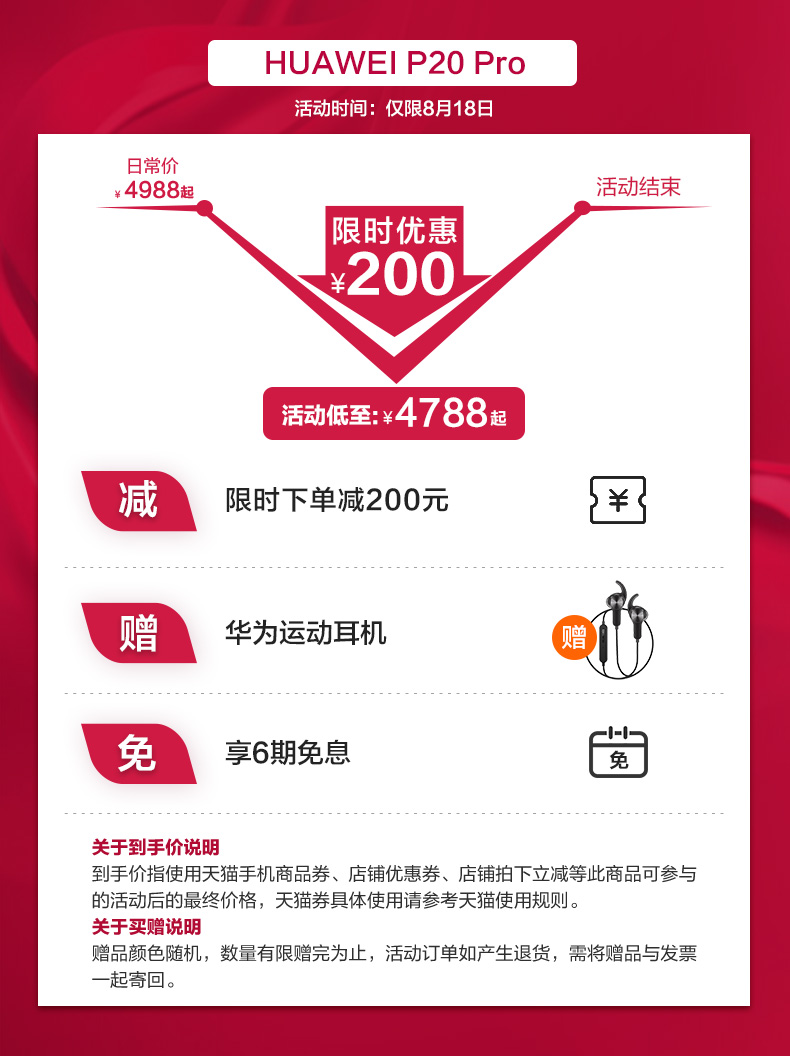 HUAWEI P20 Pro
活动时间：仅限8月18日
日常价
¥4988起
活动结束
限时优惠
¥200
活动低至:¥4788起
减
限时下单减200元
¥
赠
华为运动耳机
赠
免
享6期免息
免
关于到手价说明
到手价指使用天猫手机商品券、店铺优惠券、店铺拍下立减等此商品可参与
的活动后的最终价格，天猫券具体使用请参考天猫使用规则。
关于买赠说明
赠品颜色随机，数量有限赠完为止，活动订单如产生退货，需将赠品与发票
一起寄回。